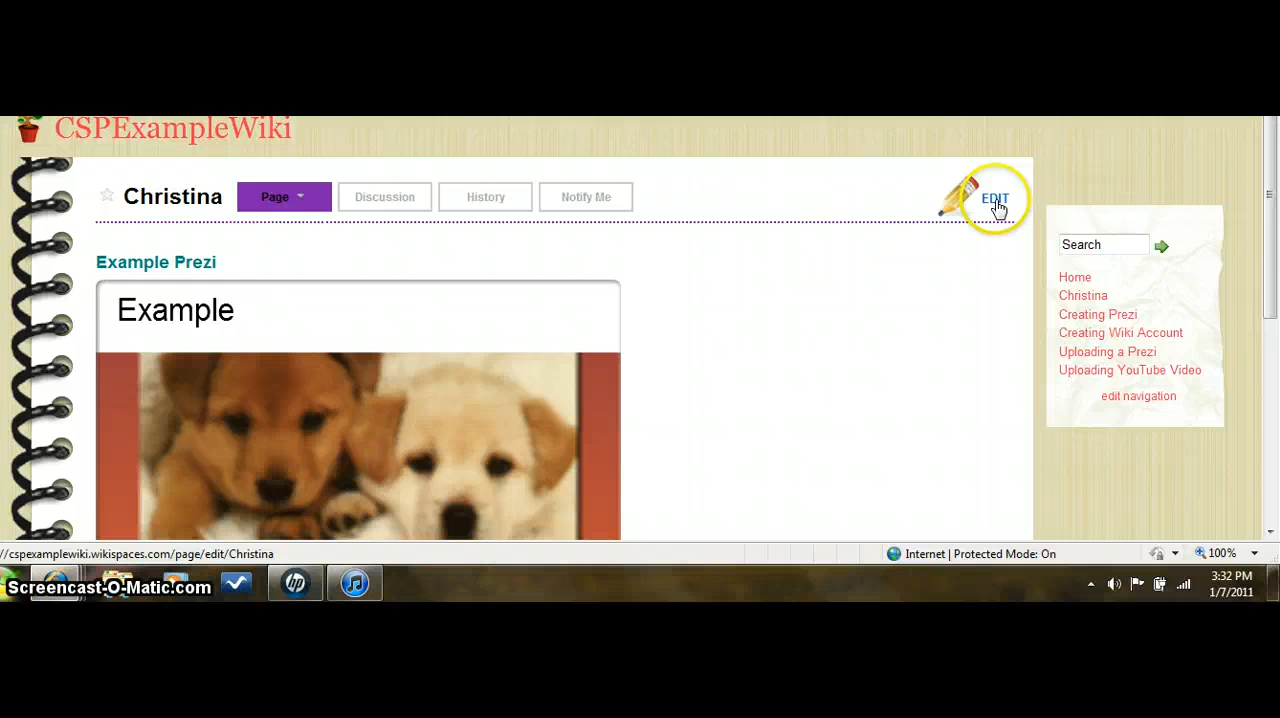 CSPExampleWiki
Christina
Page
Discussion
History
Notify Me
EDIT
Example Prezi
Example
Search
Home
Christina
Creating Prezi
Creating Wiki Account
Uploading a Prezi
Uploading YouTube Video
edit navigation
//cspexamplewiki.wikispaces.com/page/edit/Christina
Internet | Protected Mode: On
100%
Screencast-O-Matic.com
hp
3:32 PM
1/7/2011